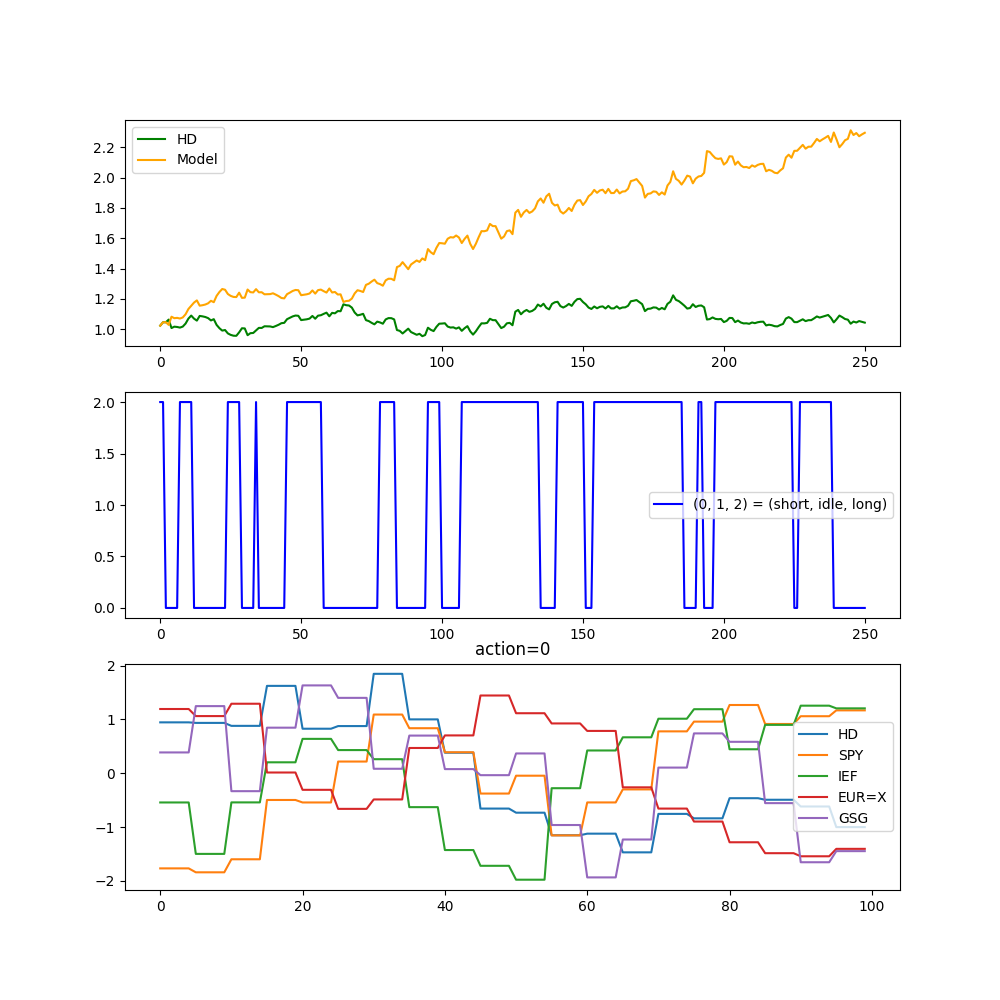 HD
Model
2.2
2.0
1.8
1.6
1.4
1.2
1.0
0 50 100 150 200 250
2.0
1.5
1.0
0.5
0.0
(0, 1, 2) = (short, idle, long)
0 50 100 150 200 250
action=0
2
1
0
−1
−2
HD
SPY
IEF
EUR=X
GSG
0 20 40 60 80 100